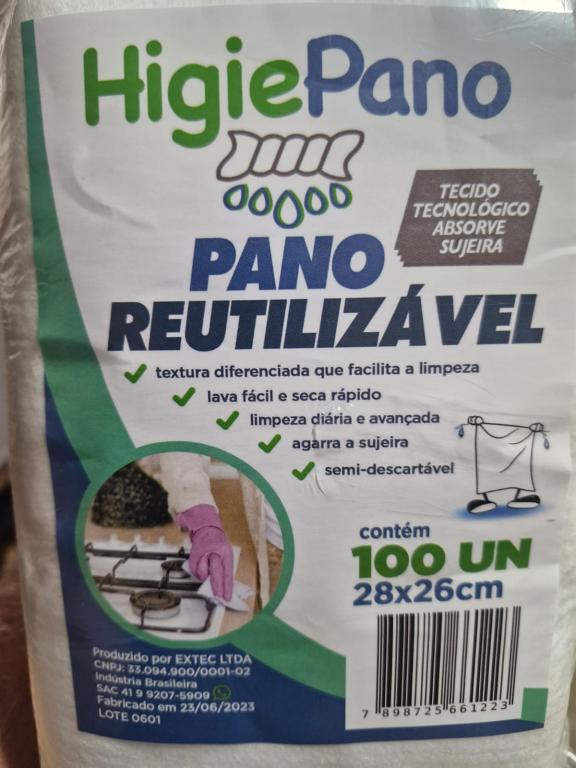 HigiePano
TECIDO
TECNOLÓGICO
ABSORVE
SUJEIRA
PANO
REUTILIZÁVEL
textura diferenciada que facilita a limpeza
lava fácil e seca rápido
limpeza diária e avançada
agarra a sujeira
semi-descartável
contém
100 UN
28x26cm
Produzido por EXTEC LTDA
CNPJ: 33.094.900/0001-02
Indústria Brasileira
SAC 41 9 9207-5909
Fabricado em 23/06/2023
LOTE 0601
7 898725 661223